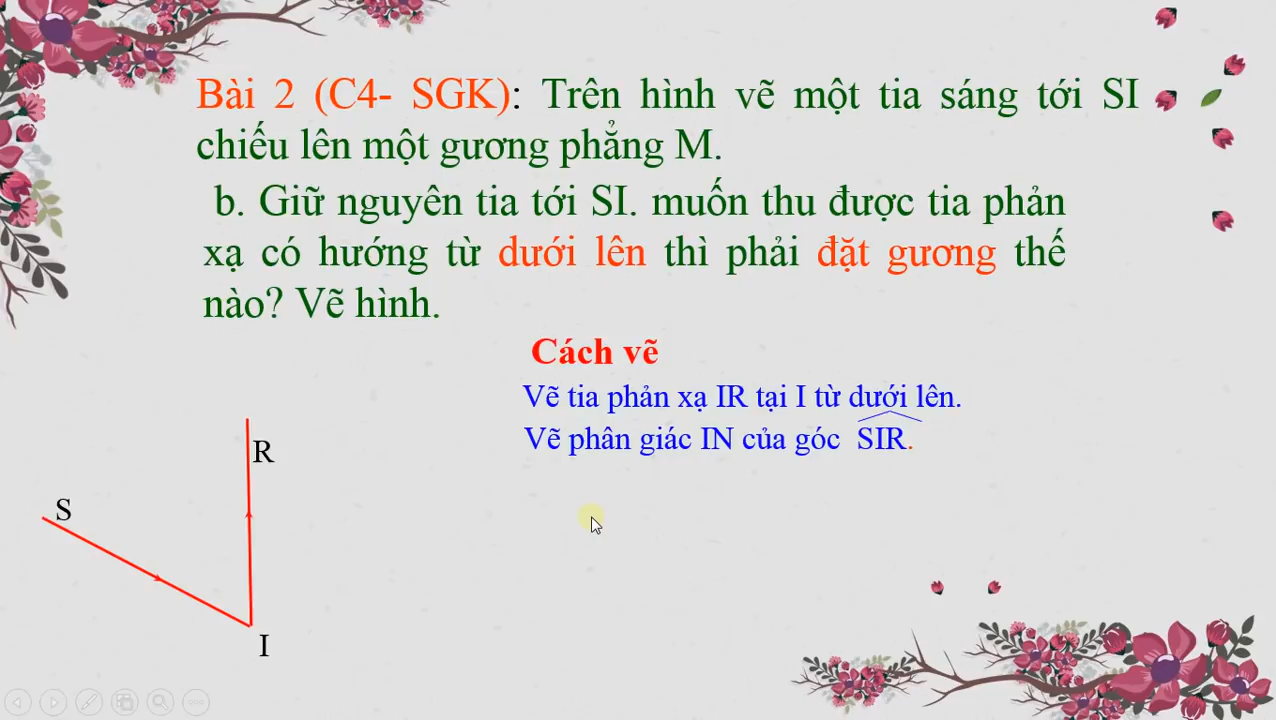 Bài 2 (C4- SGK): Trên hình vẽ một tia sáng tới SI
chiếu lên một gương phẳng M.
b. Giữ nguyên tia tới SI. muốn thu được tia phản
xạ có hướng từ dưới lên thì phải đặt gương thế
nào? Vẽ hình.
Cách vẽ
Vẽ tia phản xạ IR tại I từ dưới lên.
Vẽ phân giác IN của góc SIR.
R
S
I